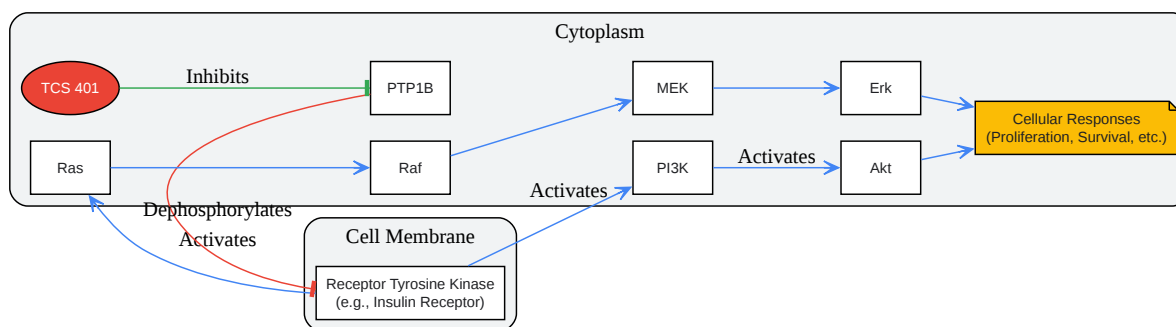 Cytoplasm
TCS 401
Inhibits
PTP1B
MEK
Erk
Cellular Responses
(Proliferation, Survival, etc.)
Ras
Raf
PI3K
Activates
Akt
Activates
Dephosphorylates
Activates
Cell Membrane
Receptor Tyrosine Kinase
(e.g., Insulin Receptor)